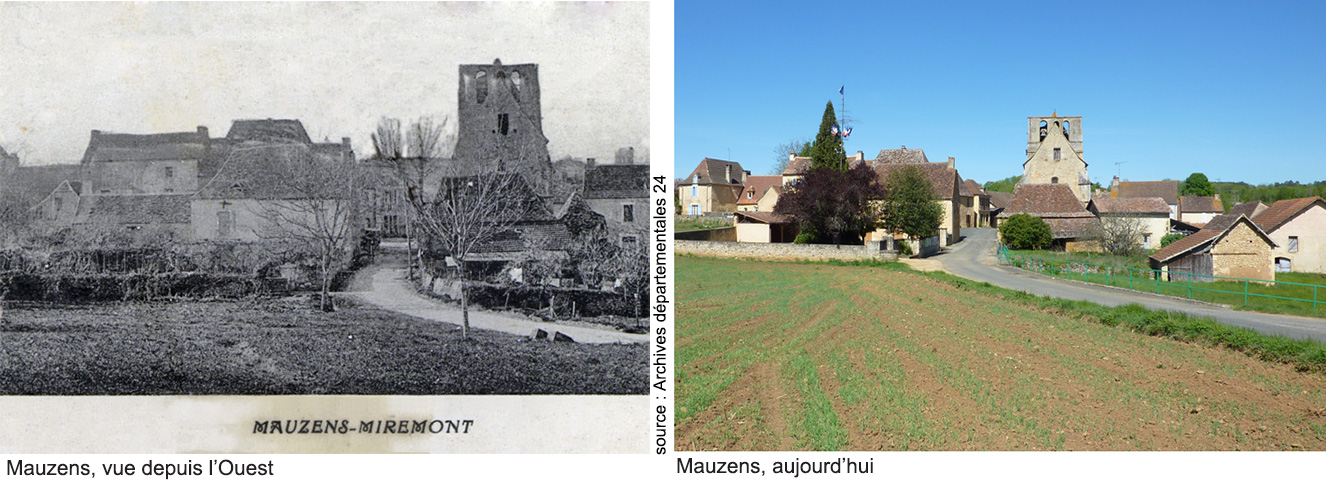 MAUZENS-MIREMONT
Mauzens, vue depuis l'Ouest
source : Archives départementales 24
Mauzens, aujourd'hui